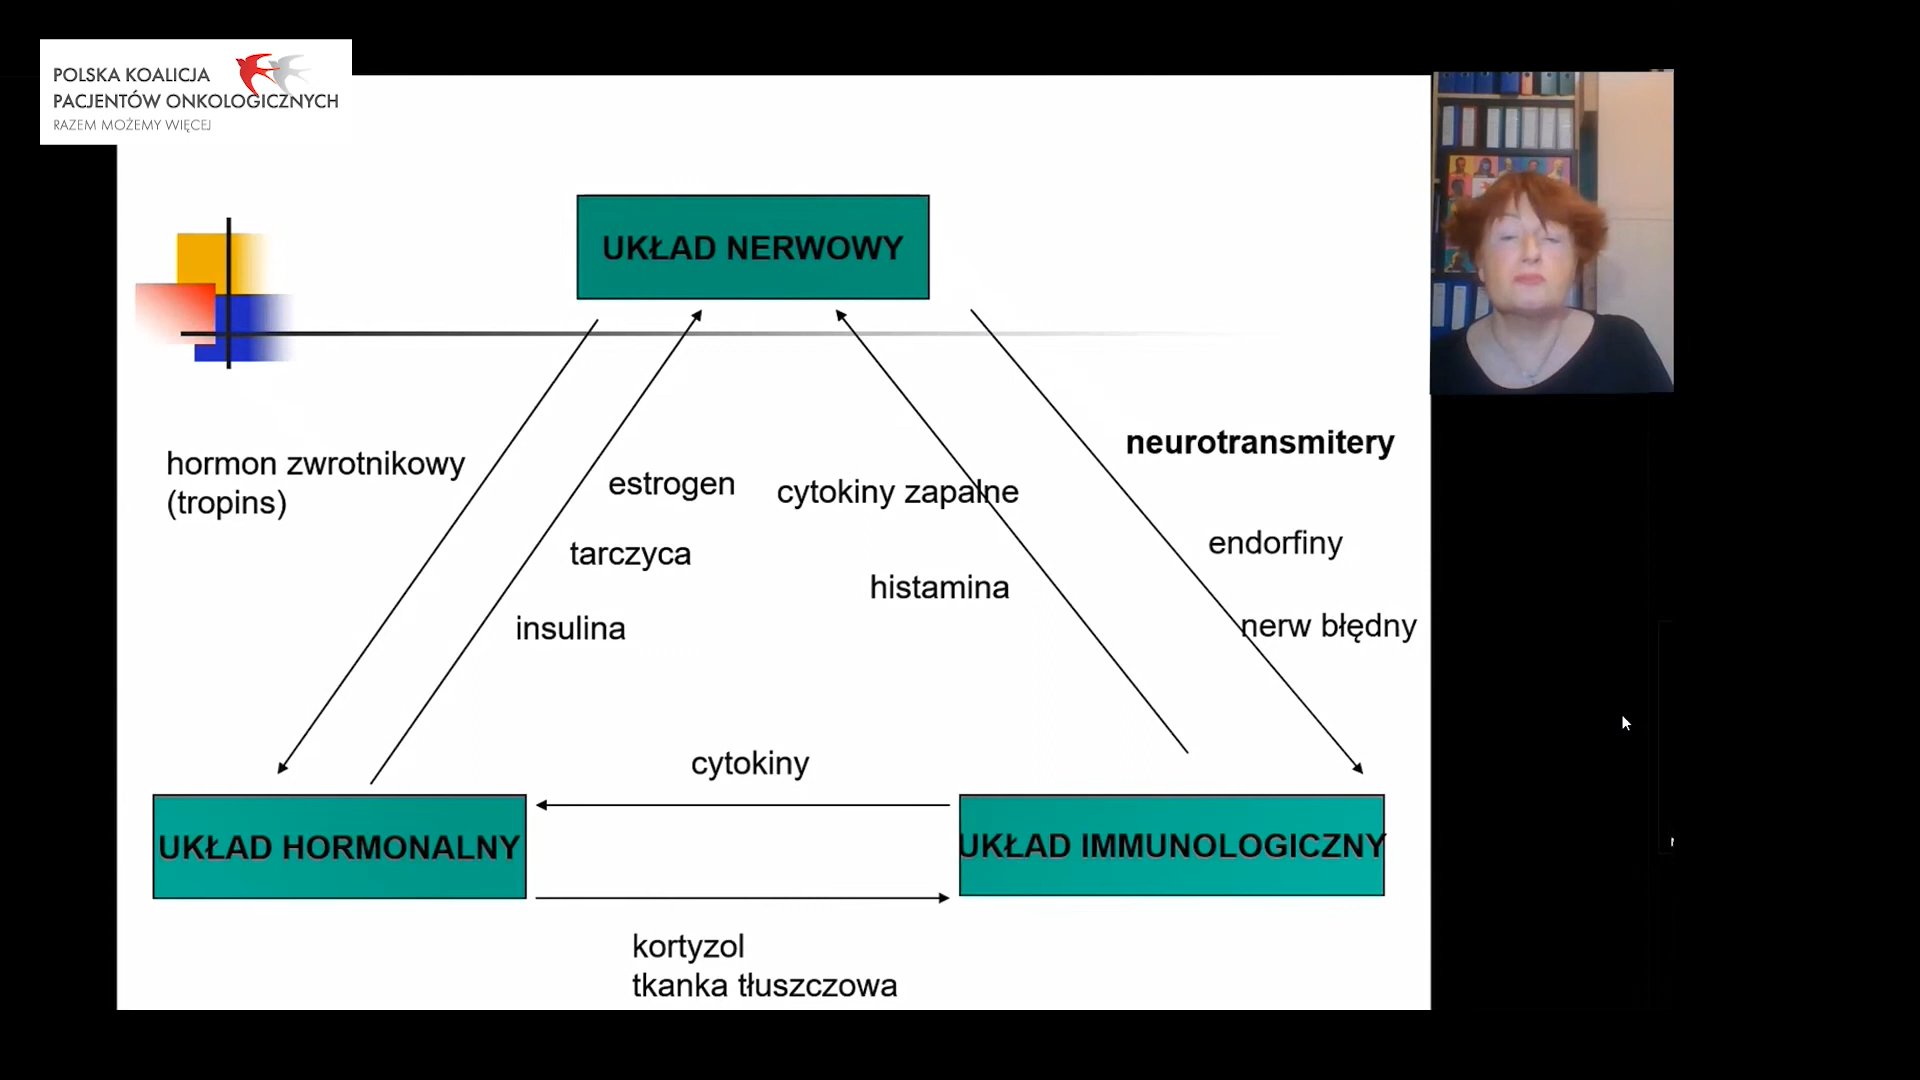 POLSKA KOALICJA
PACJENTÓW ONKOLOGICZNYCH
RAZEM MOŻEMY WIĘCEJ
UKŁAD NERWOWY
neurotransmitery
hormon zwrotnikowy
(tropins)
estrogen
cytokiny zapalne
endorfiny
tarczyca
histamina
insulina
nerw błędny
cytokiny
UKŁAD HORMONALNY
UKŁAD IMMUNOLOGICZNY
kortyzol
tkanka tłuszczowa